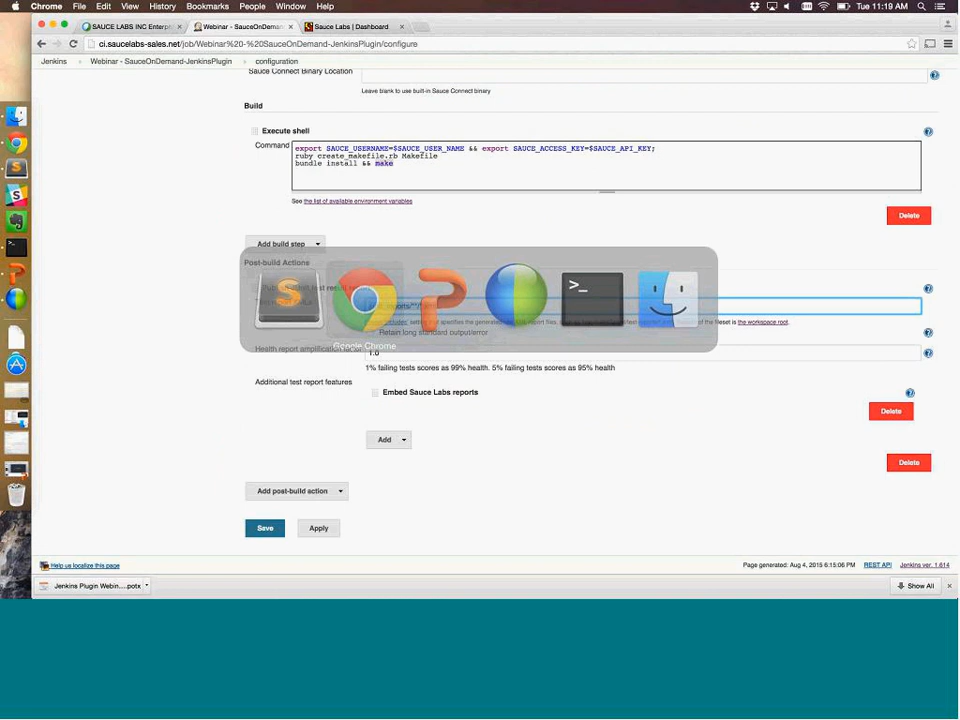 Chrome File Edit View History Bookmarks People Window Help Tue 11:19 AM
SAUCE LABS INC Enterp Webinar - SauceOnDeman Sauce Labs | Dashboard
ci.saucelabs-sales.net/job/Webinar%20-%20SauceOnDemand-JenkinsPlugin/configure
Jenkins Webinar - SauceOnDemand-JenkinsPlugin configuration
Sauce Connect Binary Location
Leave blank to use built-in Sauce Connect binary
Build
Execute shell
Command
export SAUCE_USERNAME=$SAUCE_USER_NAME && export SAUCE_ACCESS_KEY=$SAUCE_API_KEY;
ruby create_makefile.rb Makefile
bundle install && make
See the list of available environment variables
Delete
Add build step
Post-build Actions
the workspace root.
Retain long standard output/error
Google Chrome
Health report amplification factor 1.0
1% failing tests scores as 99% health. 5% failing tests scores as 95% health
Additional test report features
Embed Sauce Labs reports
Delete
Add
Delete
Add post-build action
Save Apply
Help us localize this page Page generated: Aug 4, 2015 6:15:06 PM REST API Jenkins ver. 1.614
Jenkins Plugin Webin....potx Show All